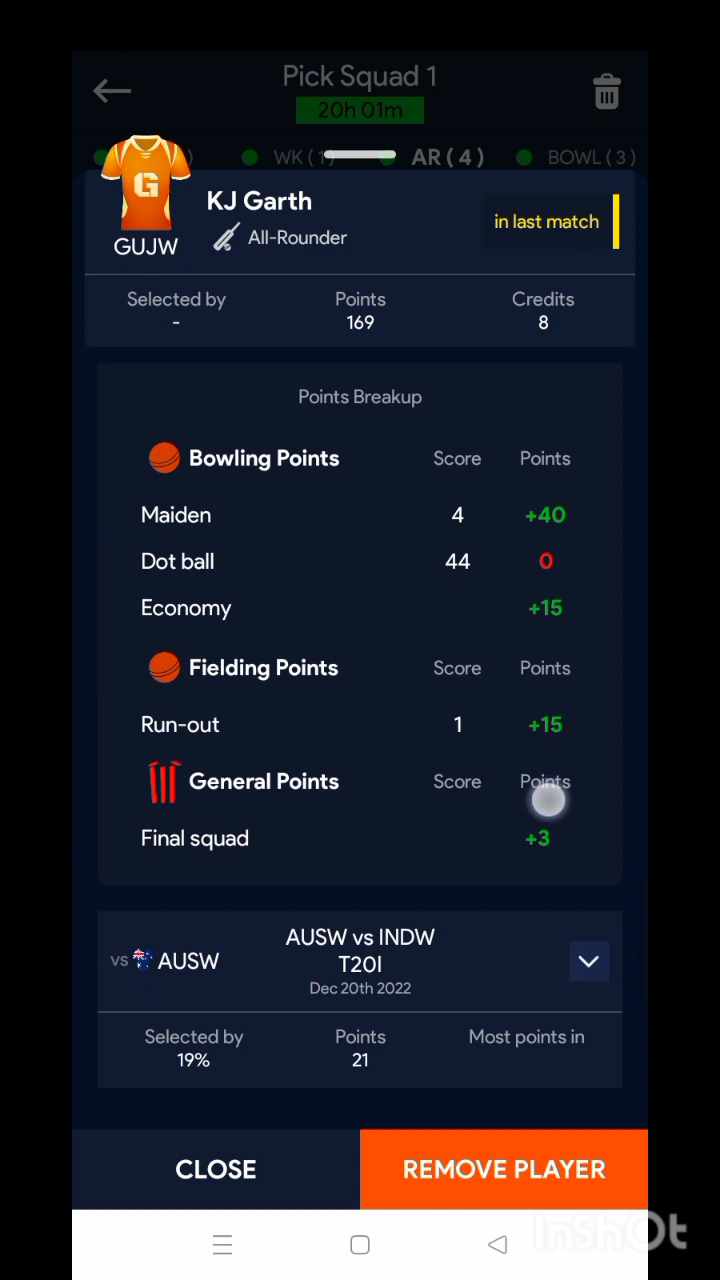 Pick Squad 1
20h 01m
WK ( 1 AR ( 4 ) BOWL ( 3 )
G
KJ Garth
in last match
GUJW All-Rounder
Selected by Points Credits
- 169 8
Points Breakup
Bowling Points Score Points
Maiden 4 +40
Dot ball 44 0
Economy +15
Fielding Points Score Points
Run-out 1 +15
General Points Score Points
Final squad +3
AUSW vs INDW
vs AUSW T20I
Dec 20th 2022
Selected by Points Most points in
19% 21
CLOSE REMOVE PLAYER
InShOt